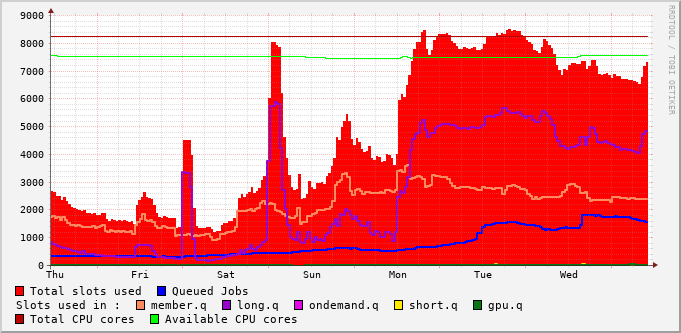 9000
8000
7000
6000
5000
4000
3000
2000
1000
0
Thu Fri Sat Sun Mon Tue Wed
RRDTOOL / TOBI OETIKER
Total slots used Queued Jobs
Slots used in : member.q long.q ondemand.q short.q gpu.q
Total CPU cores Available CPU cores